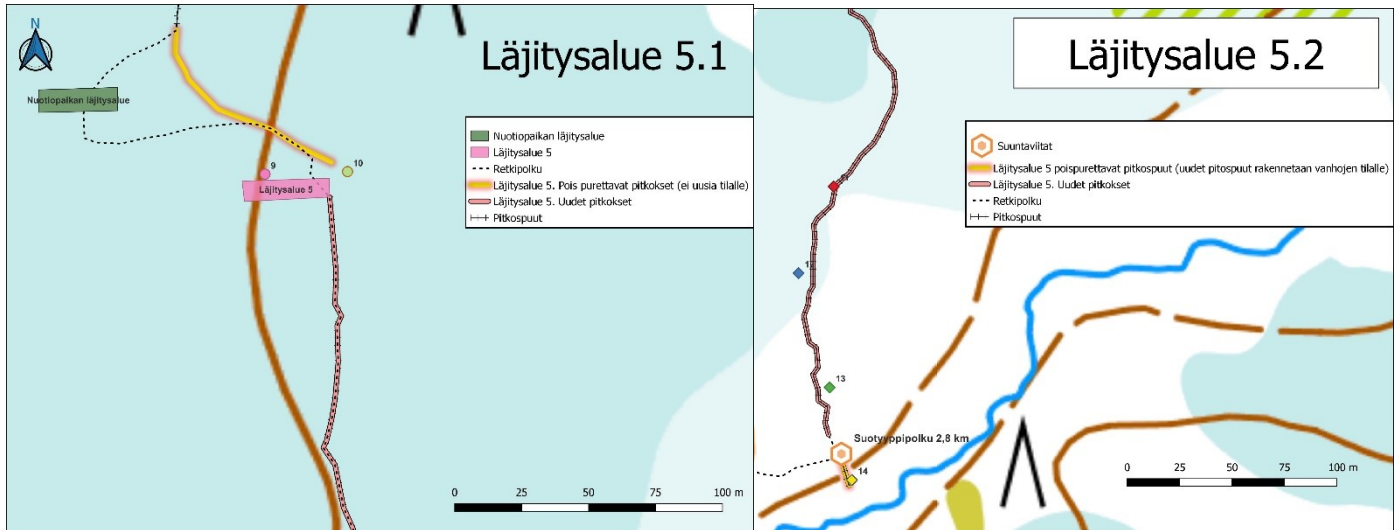 N
Läjitysalue 5.1
Nuotiopaikan läjitysalue
9
10
Läjitysalue 5
Nuotiopaikan läjitysalue
Läjitysalue 5
Retkipolku
Läjitysalue 5. Pois purettavat pitkokset (ei uusia tilalle)
Läjitysalue 5. Uudet pitkokset
Pitkospuut
0 25 50 75 100 m
Läjitysalue 5.2
Suuntaviitat
Läjitysalue 5 poispurettavat pitkospuut (uudet pitospuut rakennetaan vanhojen tilalle)
Läjitysalue 5. Uudet pitkokset
Retkipolku
Pitkospuut
13
Suotyyppipolku 2,8 km
14
0 25 50 75 100 m